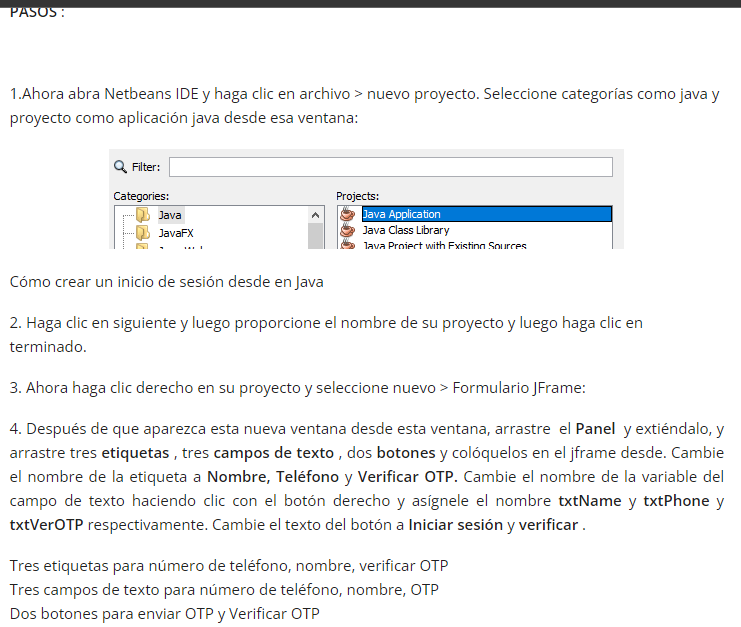 PASOS :
1.Ahora abra Netbeans IDE y haga clic en archivo > nuevo proyecto. Seleccione categorías como java y
proyecto como aplicación java desde esa ventana:
Filter:
Categories:
Projects:
Java
JavaFX
Java Application
Java Class Library
Java Project with Existing Sources
Cómo crear un inicio de sesión desde en Java
2. Haga clic en siguiente y luego proporcione el nombre de su proyecto y luego haga clic en
terminado.
3. Ahora haga clic derecho en su proyecto y seleccione nuevo > Formulario JFrame:
4. Después de que aparezca esta nueva ventana desde esta ventana, arrastre el Panel y extiéndalo, y
arrastre tres etiquetas , tres campos de texto , dos botones y colóquelos en el jframe desde. Cambie
el nombre de la etiqueta a Nombre, Teléfono y Verificar OTP. Cambie el nombre de la variable del
campo de texto haciendo clic con el botón derecho y asígnele el nombre txtName y txtPhone y
txtVerOTP respectivamente. Cambie el texto del botón a Iniciar sesión y verificar .
Tres etiquetas para número de teléfono, nombre, verificar OTP
Tres campos de texto para número de teléfono, nombre, OTP
Dos botones para enviar OTP y Verificar OTP